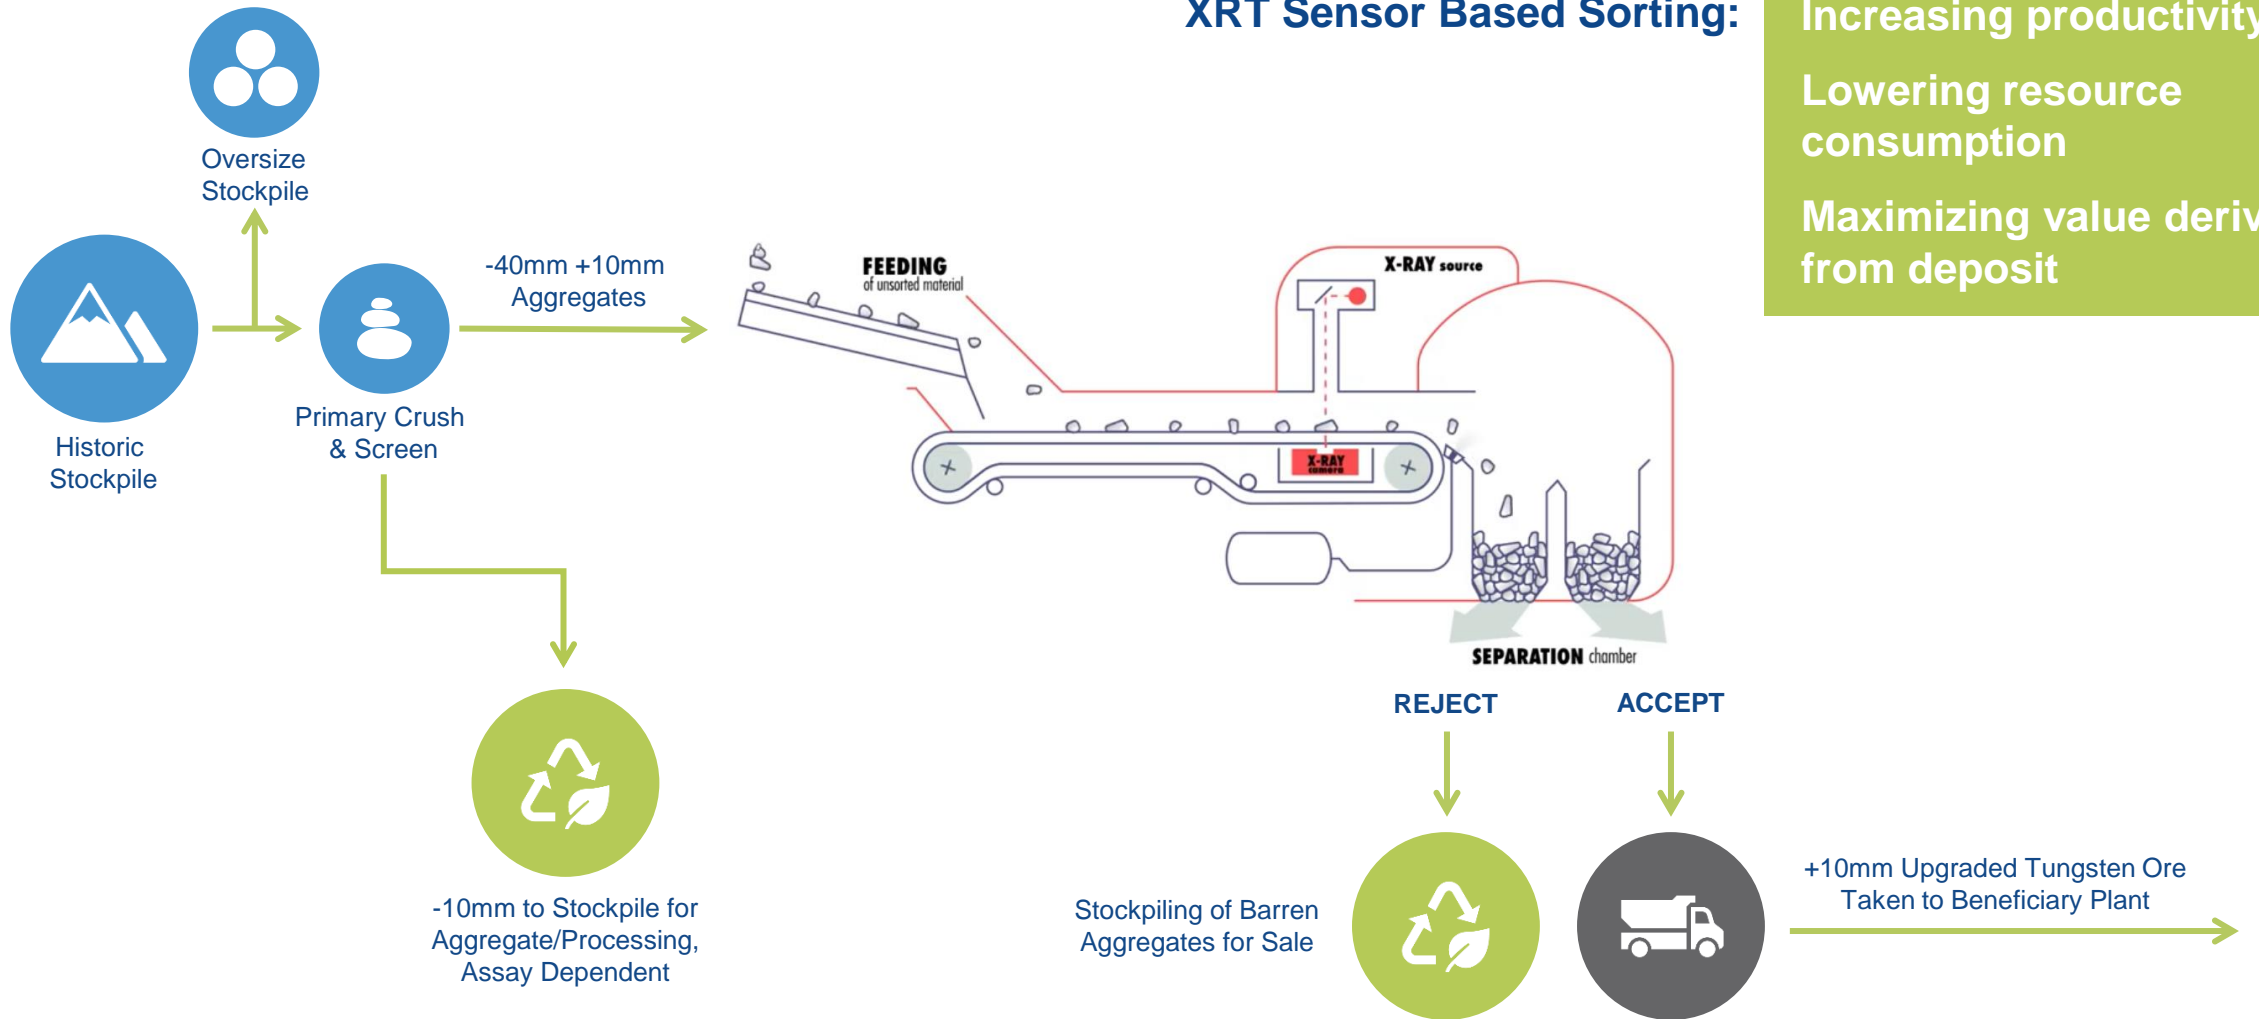 XRT Sensor Based Sorting:
Increasing productivity
Lowering resource
consumption
Maximizing value deriv
from deposit
Oversize
Stockpile
-40mm +10mm
Aggregates
FEEDING
of unsorted material
X-RAY source
Primary Crush
& Screen
Historic
Stockpile
X-RAY
camera
SEPARATION chamber
REJECT
ACCEPT
-10mm to Stockpile for
Aggregate/Processing,
Assay Dependent
Stockpiling of Barren
Aggregates for Sale
+10mm Upgraded Tungsten Ore
Taken to Beneficiary Plant